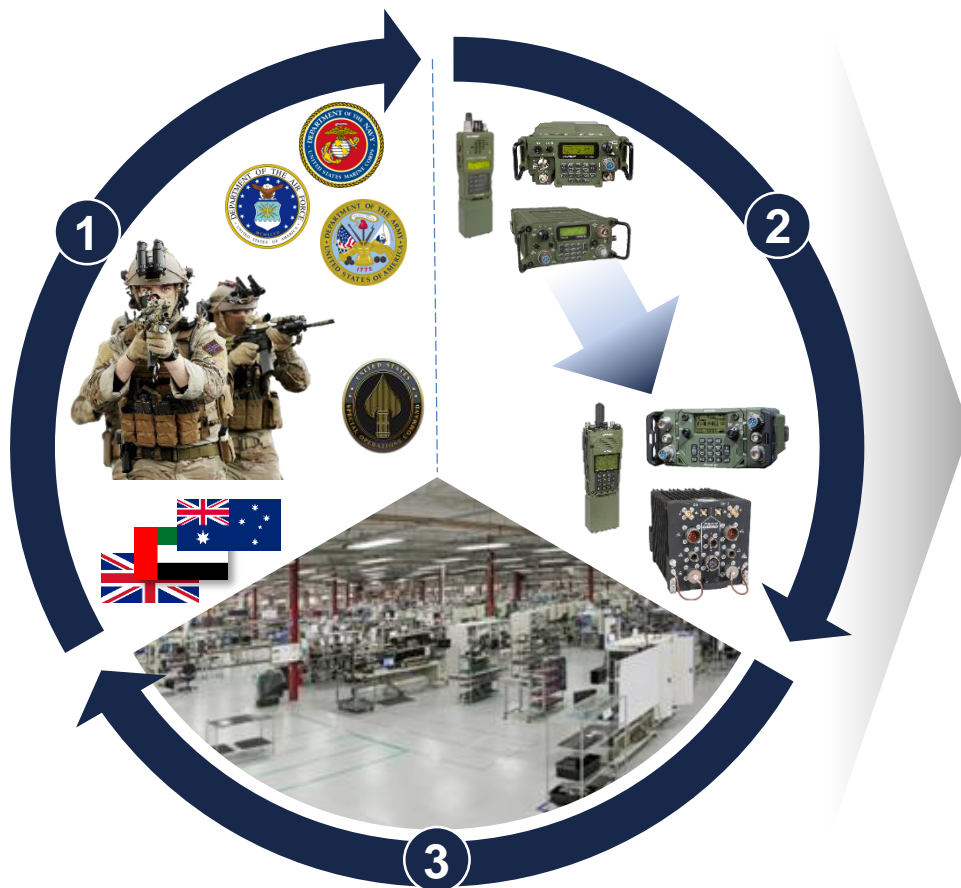 DEPARTMENT OF THE NAVY
UNITED STATES MARINE CORPS
DEPARTMENT OF THE AIR FORCE
UNITED STATES OF AMERICA
DEPARTMENT OF THE ARMY
1775
UNITED STATES OF AMERICA
1
2
UNITED STATES
SPECIAL OPERATIONS COMMAND
3